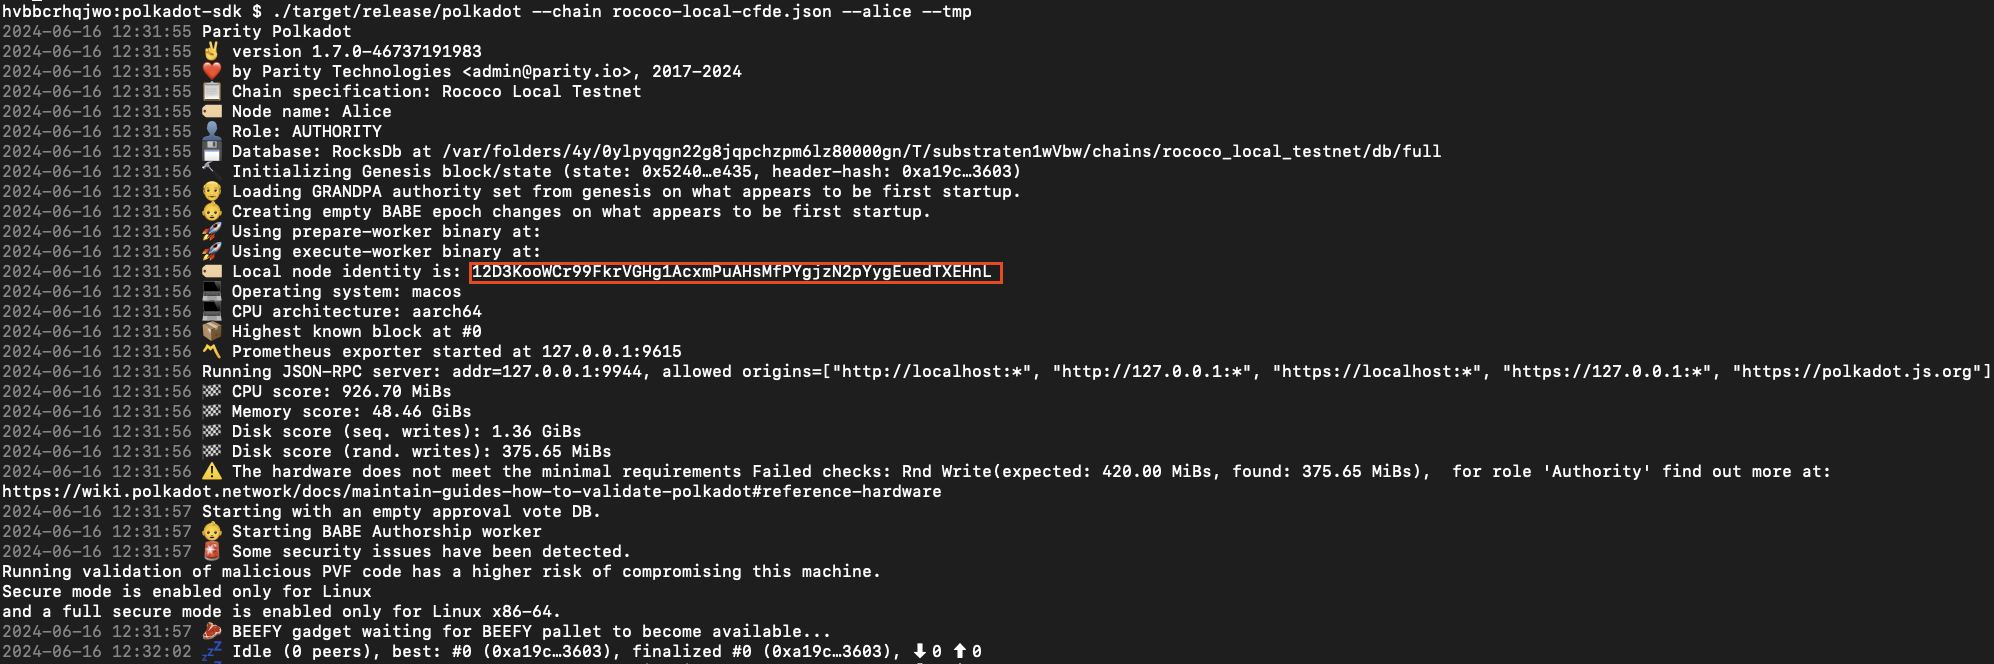 hvbbcrhqjwo:polkadot-sdk $ ./target/release/polkadot --chain rococo-local-cfde.json --alice --tmp
2024-06-16 12:31:55 Parity Polkadot
2024-06-16 12:31:55 ✌️ version 1.7.0-46737191983
2024-06-16 12:31:55 ❤️ by Parity Technologies <admin@parity.io>, 2017-2024
2024-06-16 12:31:55 📋 Chain specification: Rococo Local Testnet
2024-06-16 12:31:55 🏷 Node name: Alice
2024-06-16 12:31:55 👤 Role: AUTHORITY
2024-06-16 12:31:55 💾 Database: RocksDb at /var/folders/4y/0ylpyqgn22g8jqpchzpm6lz80000gn/T/substraten1wVbw/chains/rococo_local_testnet/db/full
2024-06-16 12:31:56 🔨 Initializing Genesis block/state (state: 0x5240…e435, header-hash: 0xa19c…3603)
2024-06-16 12:31:56 👴 Loading GRANDPA authority set from genesis on what appears to be first startup.
2024-06-16 12:31:56 👶 Creating empty BABE epoch changes on what appears to be first startup.
2024-06-16 12:31:56 🚀 Using prepare-worker binary at:
2024-06-16 12:31:56 🚀 Using execute-worker binary at:
2024-06-16 12:31:56 🏷 Local node identity is: 12D3KooWCr99FkrVGHg1AcxmPuAHsMfPYgjzN2pYygEuedTXEHnL
2024-06-16 12:31:56 💻 Operating system: macos
2024-06-16 12:31:56 💻 CPU architecture: aarch64
2024-06-16 12:31:56 📦 Highest known block at #0
2024-06-16 12:31:56 〽️ Prometheus exporter started at 127.0.0.1:9615
2024-06-16 12:31:56 Running JSON-RPC server: addr=127.0.0.1:9944, allowed origins=["http://localhost:*", "http://127.0.0.1:*", "https://localhost:*", "https://127.0.0.1:*", "https://polkadot.js.org"]
2024-06-16 12:31:56 🏁 CPU score: 926.70 MiBs
2024-06-16 12:31:56 🏁 Memory score: 48.46 GiBs
2024-06-16 12:31:56 🏁 Disk score (seq. writes): 1.36 GiBs
2024-06-16 12:31:56 🏁 Disk score (rand. writes): 375.65 MiBs
2024-06-16 12:31:56 ⚠️ The hardware does not meet the minimal requirements Failed checks: Rnd Write(expected: 420.00 MiBs, found: 375.65 MiBs),  for role 'Authority' find out more at:
https://wiki.polkadot.network/docs/maintain-guides-how-to-validate-polkadot#reference-hardware
2024-06-16 12:31:57 Starting with an empty approval vote DB.
2024-06-16 12:31:57 👶 Starting BABE Authorship worker
2024-06-16 12:31:57 🚨 Some security issues have been detected.
Running validation of malicious PVF code has a higher risk of compromising this machine.
Secure mode is enabled only for Linux
and a full secure mode is enabled only for Linux x86-64.
2024-06-16 12:31:57 🥩 BEEFY gadget waiting for BEEFY pallet to become available...
2024-06-16 12:32:02 💤 Idle (0 peers), best: #0 (0xa19c…3603), finalized #0 (0xa19c…3603), ⬇ 0 ⬆ 0